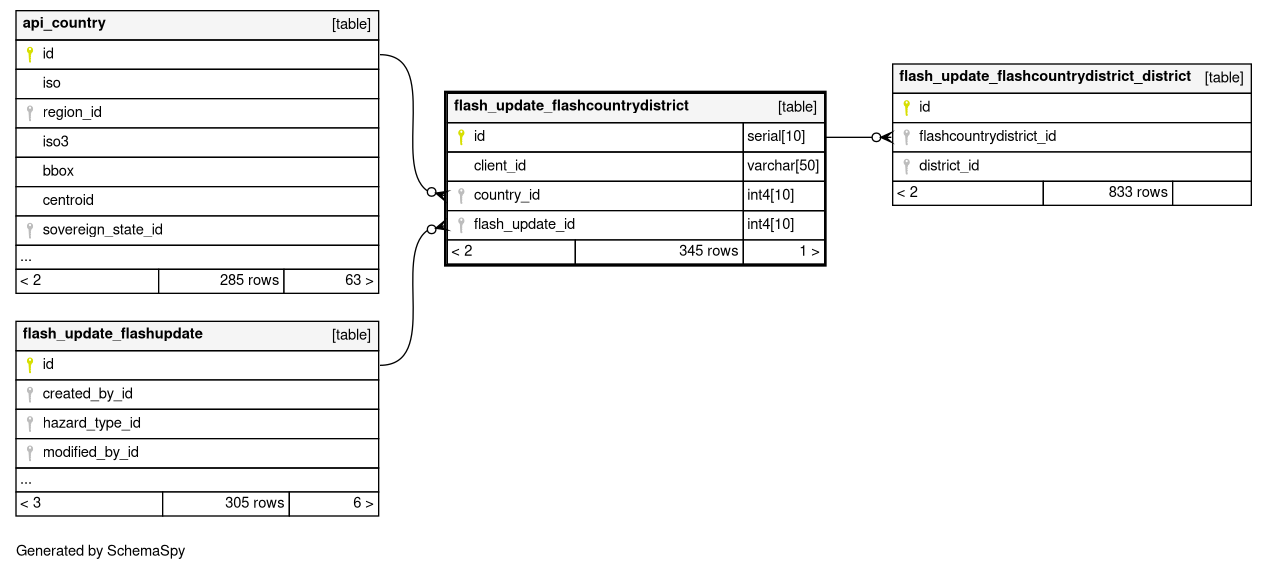 api_country [table]
id
iso
region_id
iso3
bbox
centroid
sovereign_state_id
...
< 2 285 rows 63 >
flash_update_flashupdate [table]
id
created_by_id
hazard_type_id
modified_by_id
...
< 3 305 rows 6 >
flash_update_flashcountrydistrict [table]
id serial[10]
client_id varchar[50]
country_id int4[10]
flash_update_id int4[10]
< 2 345 rows 1 >
flash_update_flashcountrydistrict_district [table]
id
flashcountrydistrict_id
district_id
< 2 833 rows
Generated by SchemaSpy